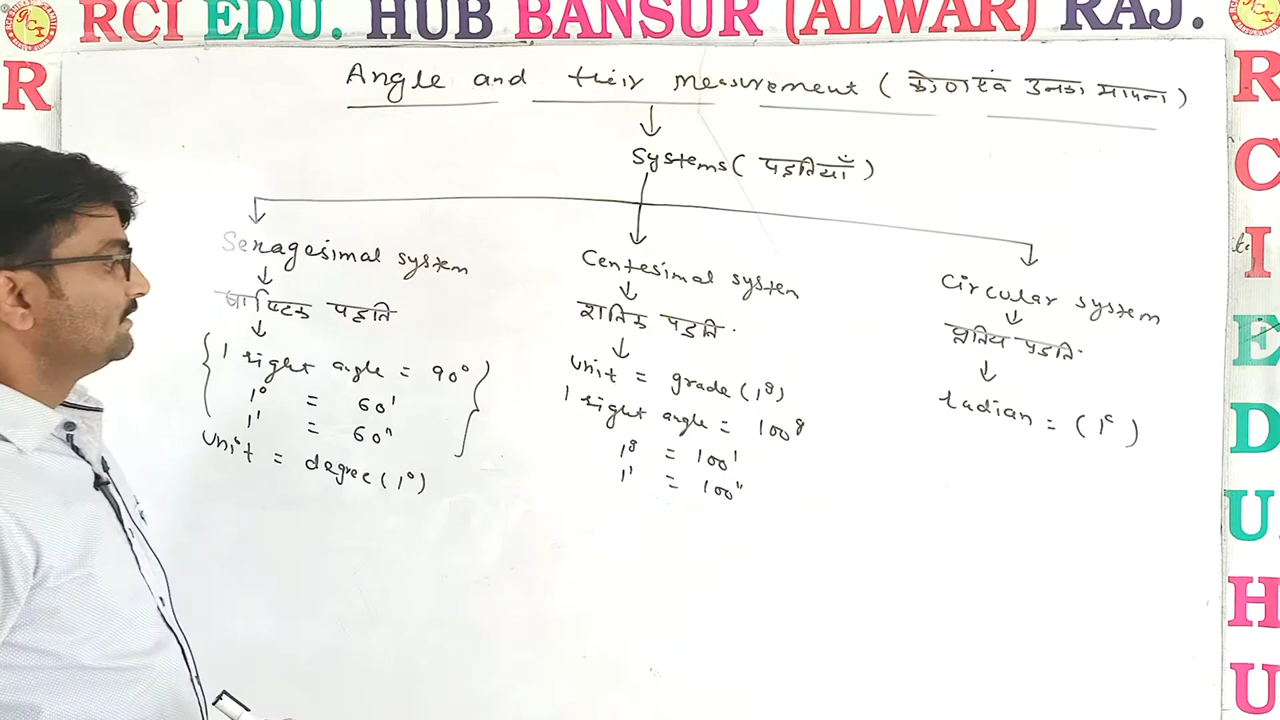 RCI EDU. HUB BANSUR (ALWAR) RAJ.
R
R
C
I
E
D
U
H
U
Angle and their measurement (कोण एवं उनका मापन)
Systems (पद्धतियाँ)
Senagesimal system
षाष्टिक पद्धति
1 right angle = 90°
1° = 60'
1' = 60"
Unit = degree (1°)
Centesimal system
शतिक पद्धति
Unit = grade (1ᵍ)
1 right angle = 100ᵍ
1ᵍ = 100'
1' = 100"
Circular system
वृतिय पद्धति
radian = (1ᶜ)